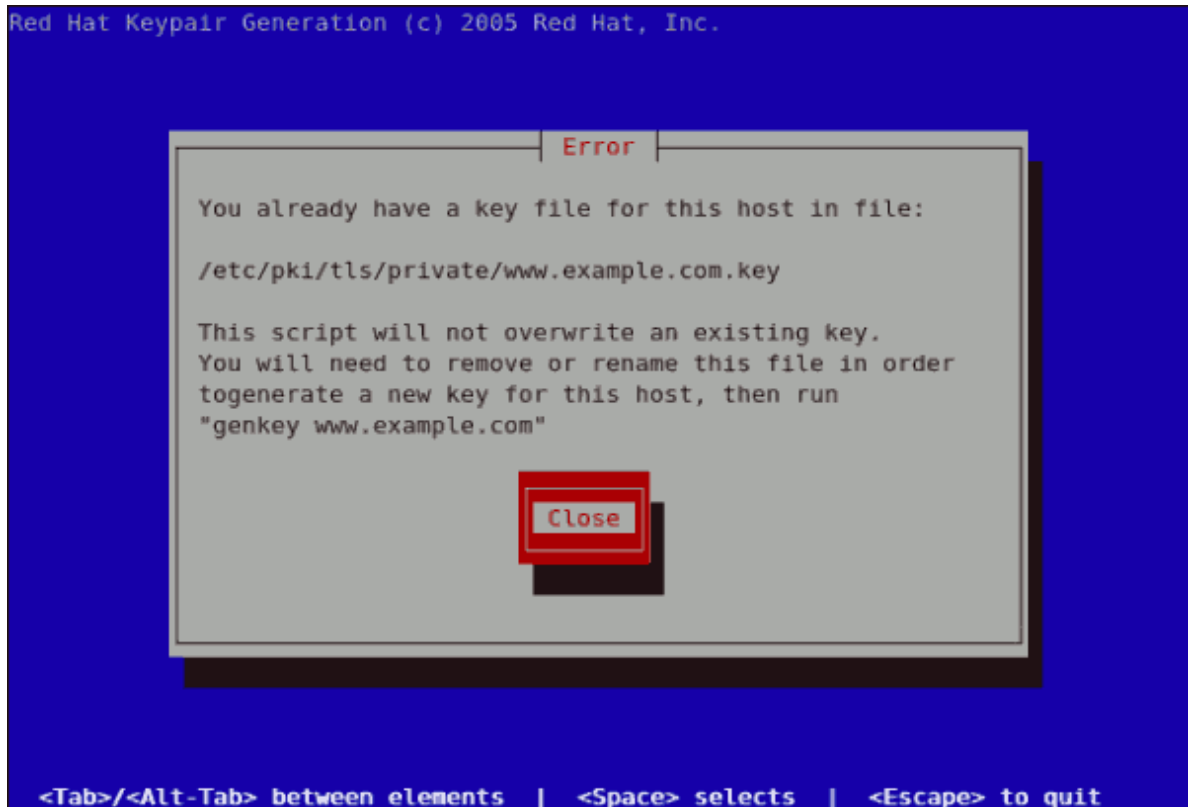 Red Hat Keypair Generation (c) 2005 Red Hat, Inc.
Error
You already have a key file for this host in file:
/etc/pki/tls/private/www.example.com.key
This script will not overwrite an existing key.
You will need to remove or rename this file in order
togenerate a new key for this host, then run
"genkey www.example.com"
Close
<Tab>/<Alt-Tab> between elements | <Space> selects | <Escape> to quit